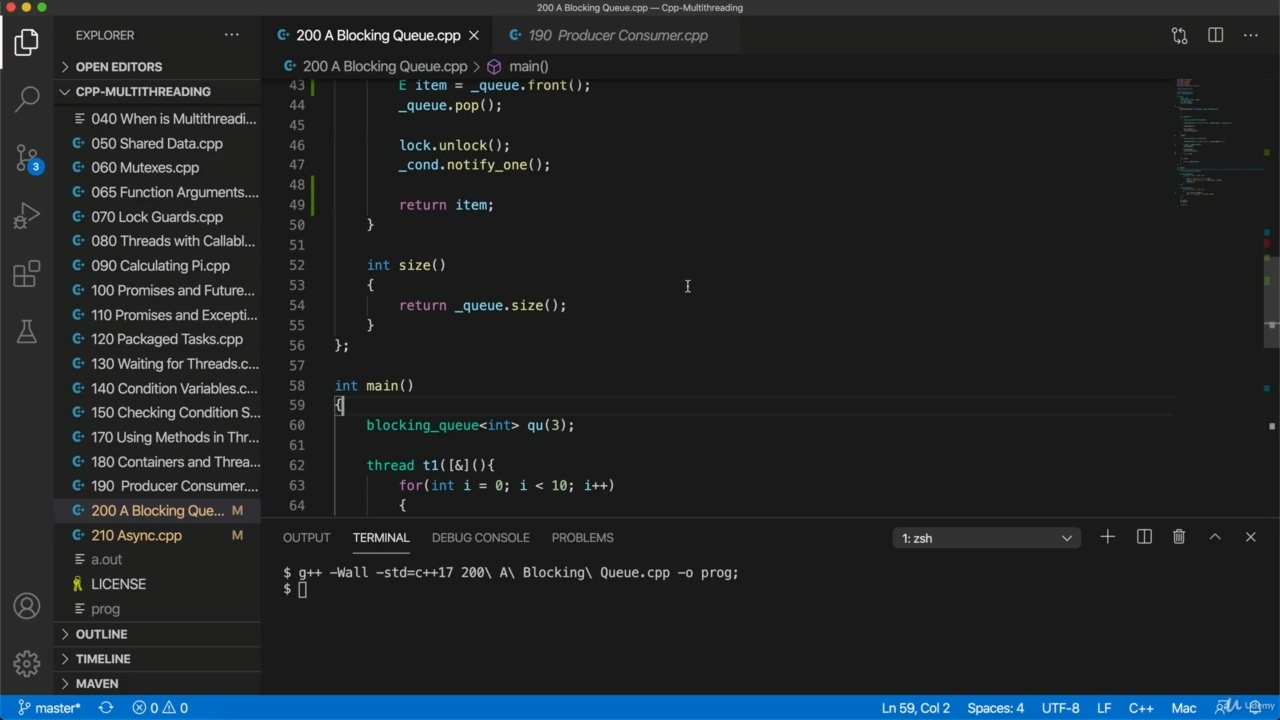 200 A Blocking Queue.cpp — Cpp-Multithreading
EXPLORER
200 A Blocking Queue.cpp
190 Producer Consumer.cpp
OPEN EDITORS
200 A Blocking Queue.cpp > main()
CPP-MULTITHREADING
040 When is Multithreadi...
050 Shared Data.cpp
060 Mutexes.cpp
065 Function Arguments....
070 Lock Guards.cpp
080 Threads with Callabl...
090 Calculating Pi.cpp
100 Promises and Future...
110 Promises and Excepti...
120 Packaged Tasks.cpp
130 Waiting for Threads.c...
140 Condition Variables.c...
150 Checking Condition S...
170 Using Methods in Thr...
180 Containers and Threa...
190 Producer Consumer....
200 A Blocking Que... M
210 Async.cpp M
a.out
LICENSE
prog
OUTLINE
TIMELINE
MAVEN
3
43 E item = _queue.front();
44 _queue.pop();
45
46 lock.unlock();
47 _cond.notify_one();
48
49 return item;
50 }
51
52 int size()
53 {
54 return _queue.size();
55 }
56 };
57
58 int main()
59 {
60 blocking_queue<int> qu(3);
61
62 thread t1([&](){
63 for(int i = 0; i < 10; i++)
64 {
OUTPUT TERMINAL DEBUG CONSOLE PROBLEMS
1: zsh
$ g++ -Wall -std=c++17 200\ A\ Blocking\ Queue.cpp -o prog;
$
master* 0 0
Ln 59, Col 2 Spaces: 4 UTF-8 LF C++ Mac
Udemy